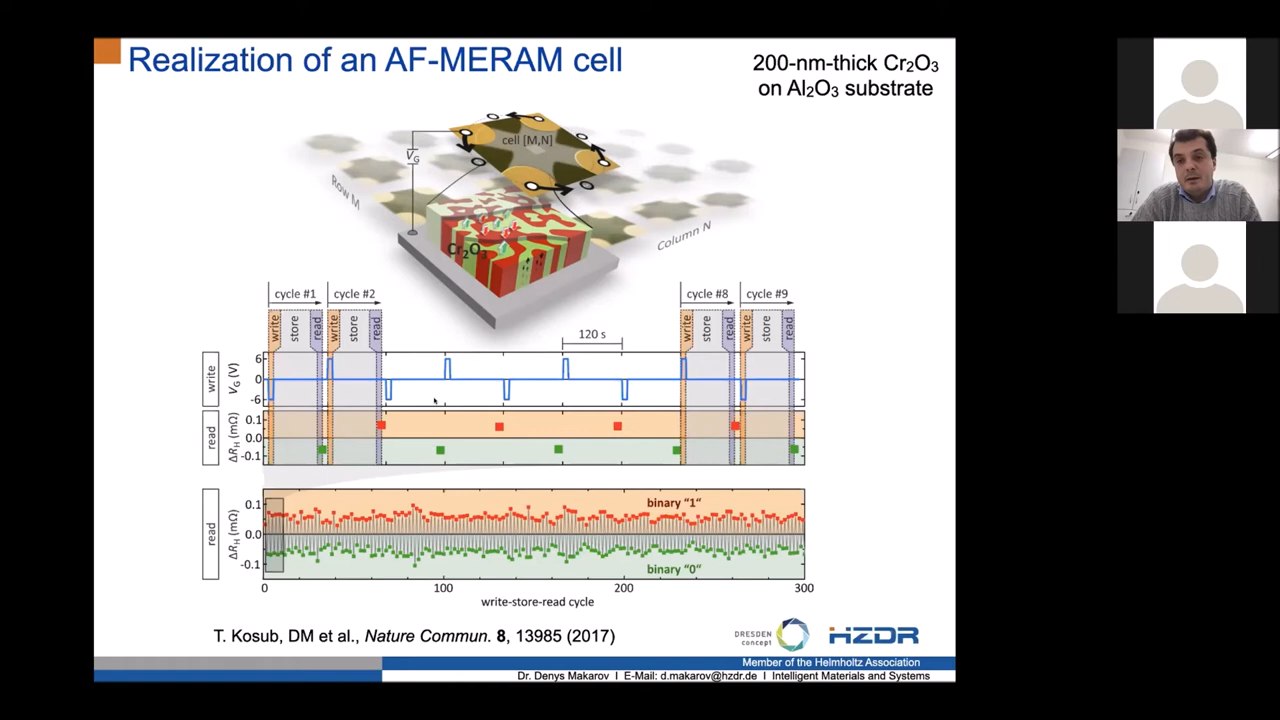 Realization of an AF-MERAM cell
200-nm-thick Cr₂O₃
on Al₂O₃ substrate
cell [M,N]
V_G
Row M
Column N
Cr₂O₃
cycle #1
cycle #2
cycle #8
cycle #9
write
store
read
write
store
read
120 s
write
store
read
write
store
read
write
V_G (V)
6
0
-6
read
ΔR_H (mΩ)
0.1
0.0
-0.1
read
ΔR_H (mΩ)
0.1
0.0
-0.1
binary "1"
binary "0"
0
100
200
300
write-store-read cycle
T. Kosub, DM et al., Nature Commun. 8, 13985 (2017)
DRESDEN
concept
HZDR
Member of the Helmholtz Association
Dr. Denys Makarov I E-Mail: d.makarov@hzdr.de I Intelligent Materials and Systems